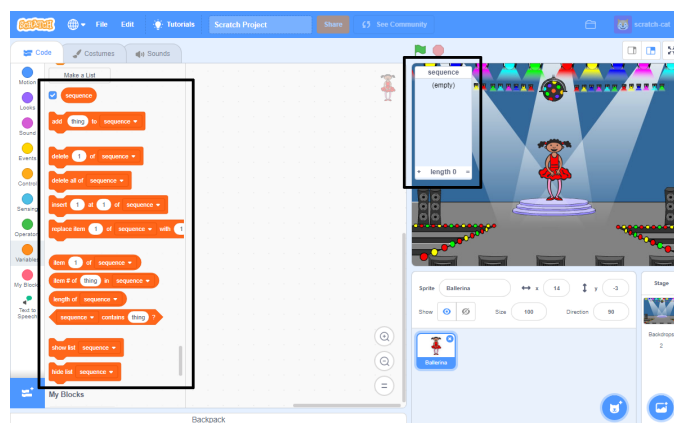 SCRATCH File Edit Tutorials Scratch Project Share See Community scratch-cat
Code Costumes Sounds
Motion
Looks
Sound
Events
Control
Sensing
Operator
Variables
My Block
Text to
Speech
Make a List
sequence
add thing to sequence
delete 1 of sequence
delete all of sequence
insert 1 at 1 of sequence
replace item 1 of sequence with 1
item 1 of sequence
item # of thing in sequence
length of sequence
sequence contains thing ?
show list sequence
hide list sequence
My Blocks
Backpack
sequence
(empty)
+ length 0 =
Sprite Ballerina x 14 y -3
Show Size 100 Direction 90
Ballerina
Stage
Backdrops
2